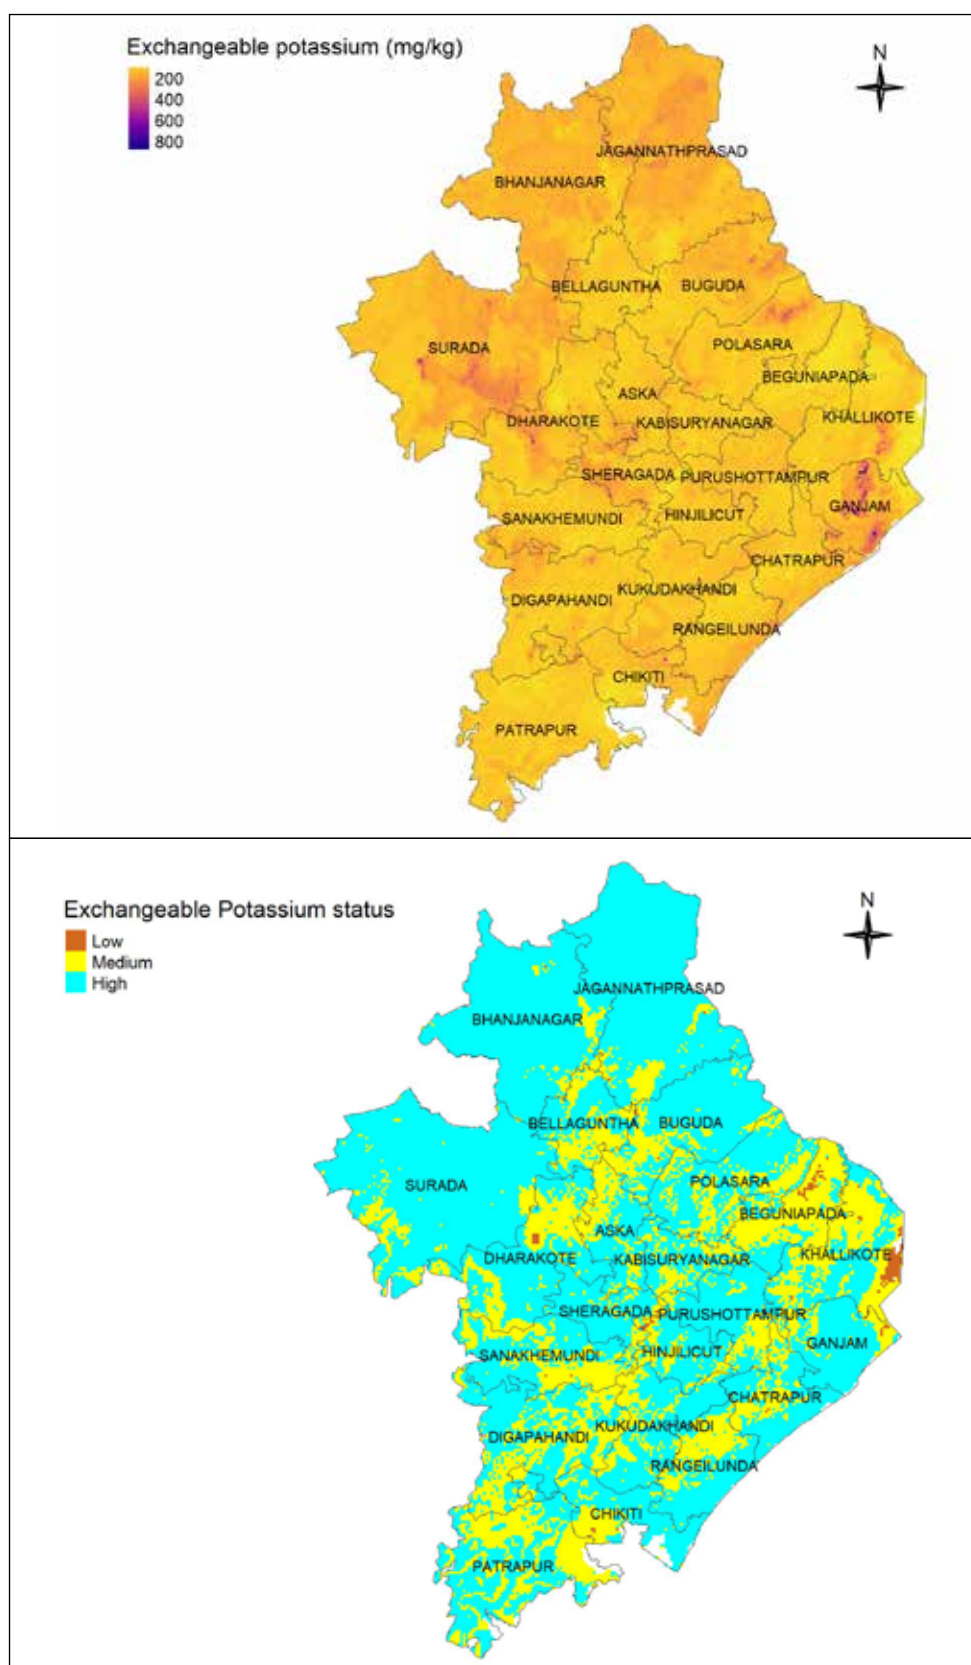 Exchangeable potassium (mg/kg)
200
400
600
800
N
JAGANNATHPRASAD
BHANJANAGAR
BELLAGUNTHA
BUGUDA
SURADA
POLASARA
BEGUNIAPADA
ASKA
DHARAKOTE
KABISURYANAGAR
KHALLIKOTE
SHERAGADA
PURUSHOTTAMPUR
GANJAM
SANAKHEMUNDI
HINJILICUT
CHATRAPUR
KUKUDAKHANDI
DIGAPAHANDI
RANGEILUNDA
CHIKITI
PATRAPUR
Exchangeable Potassium status
Low
Medium
High
N
JAGANNATHPRASAD
BHANJANAGAR
BELLAGUNTHA
BUGUDA
SURADA
POLASARA
BEGUNIAPADA
ASKA
DHARAKOTE
KABISURYANAGAR
KHALLIKOTE
SHERAGADA
PURUSHOTTAMPUR
GANJAM
SANAKHEMUNDI
HINJILICUT
CHATRAPUR
KUKUDAKHANDI
DIGAPAHANDI
RANGEILUNDA
CHIKITI
PATRAPUR